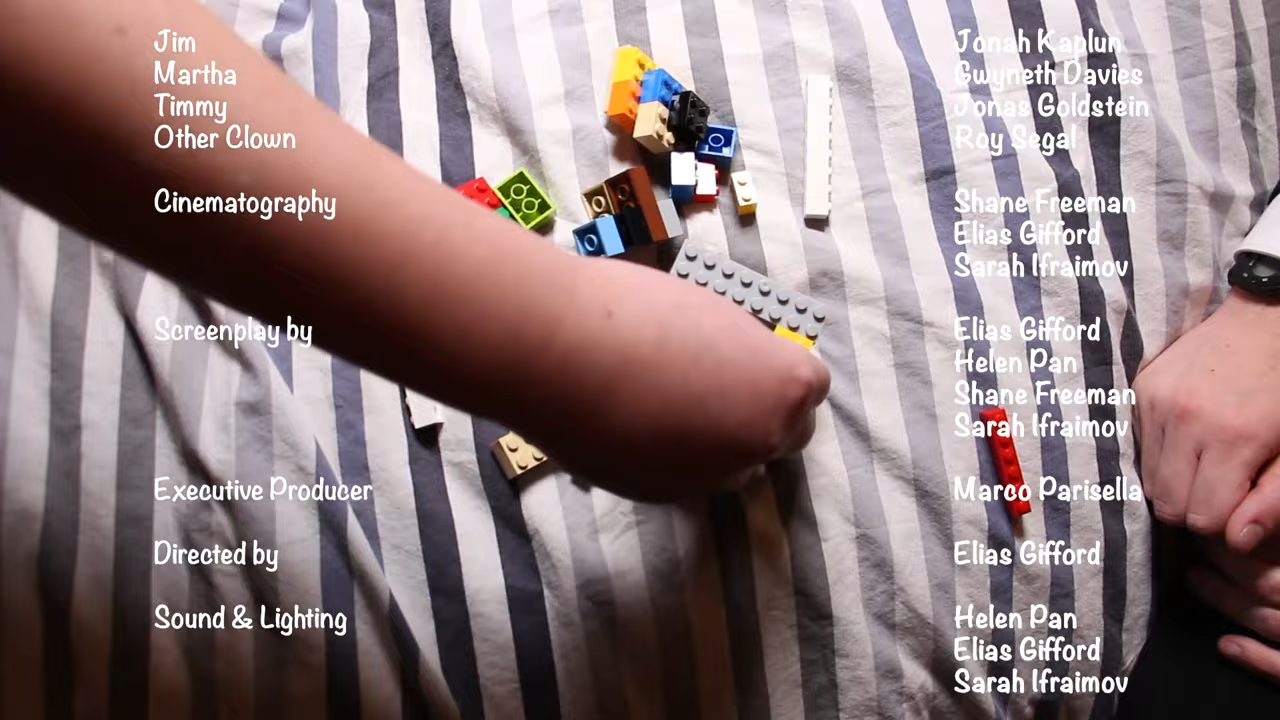 Jim Jonah Kaplun
Martha Gwyneth Davies
Timmy Jonas Goldstein
Other Clown Roy Segal
Cinematography Shane Freeman
Elias Gifford
Sarah Ifraimov
Screenplay by Elias Gifford
Helen Pan
Shane Freeman
Sarah Ifraimov
Executive Producer Marco Parisella
Directed by Elias Gifford
Sound & Lighting Helen Pan
Elias Gifford
Sarah Ifraimov